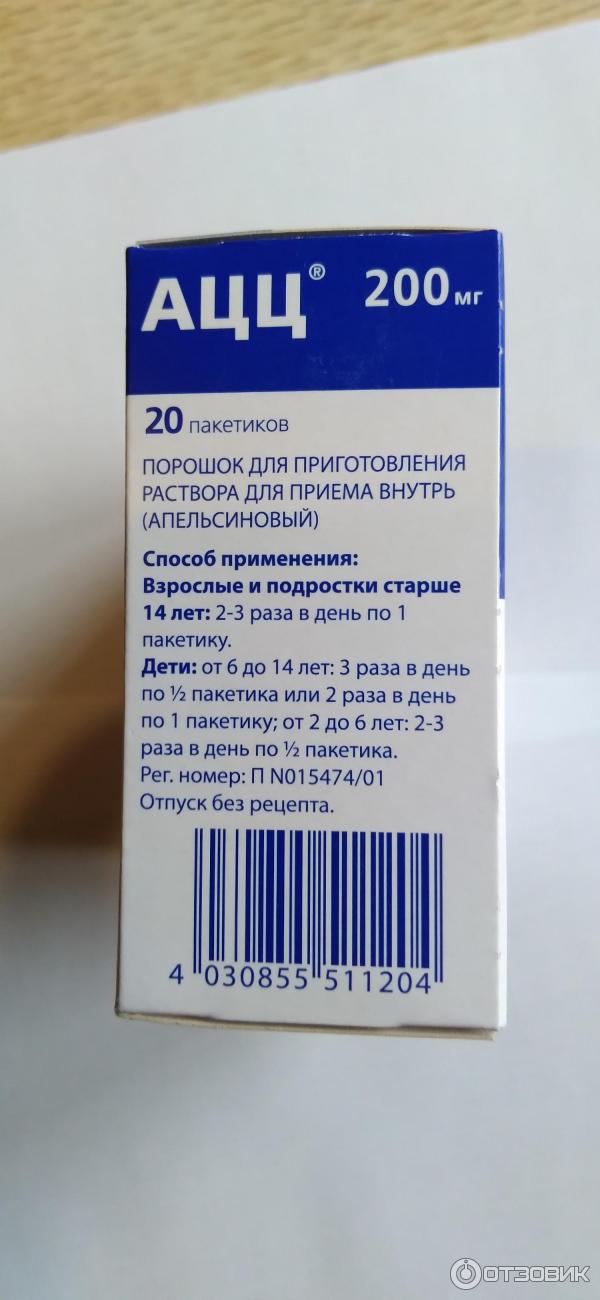 АЦЦ® 200 мг
20 пакетиков
ПОРОШОК ДЛЯ ПРИГОТОВЛЕНИЯ
РАСТВОРА ДЛЯ ПРИЕМА ВНУТРЬ
(АПЕЛЬСИНОВЫЙ)
Способ применения:
Взрослые и подростки старше
14 лет: 2-3 раза в день по 1
пакетику.
Дети: от 6 до 14 лет: 3 раза в день
по ½ пакетика или 2 раза в день
по 1 пакетику; от 2 до 6 лет: 2-3
раза в день по ½ пакетика.
Рег. номер: П N015474/01
Отпуск без рецепта.
4 030855 511204
ОТЗОВИК